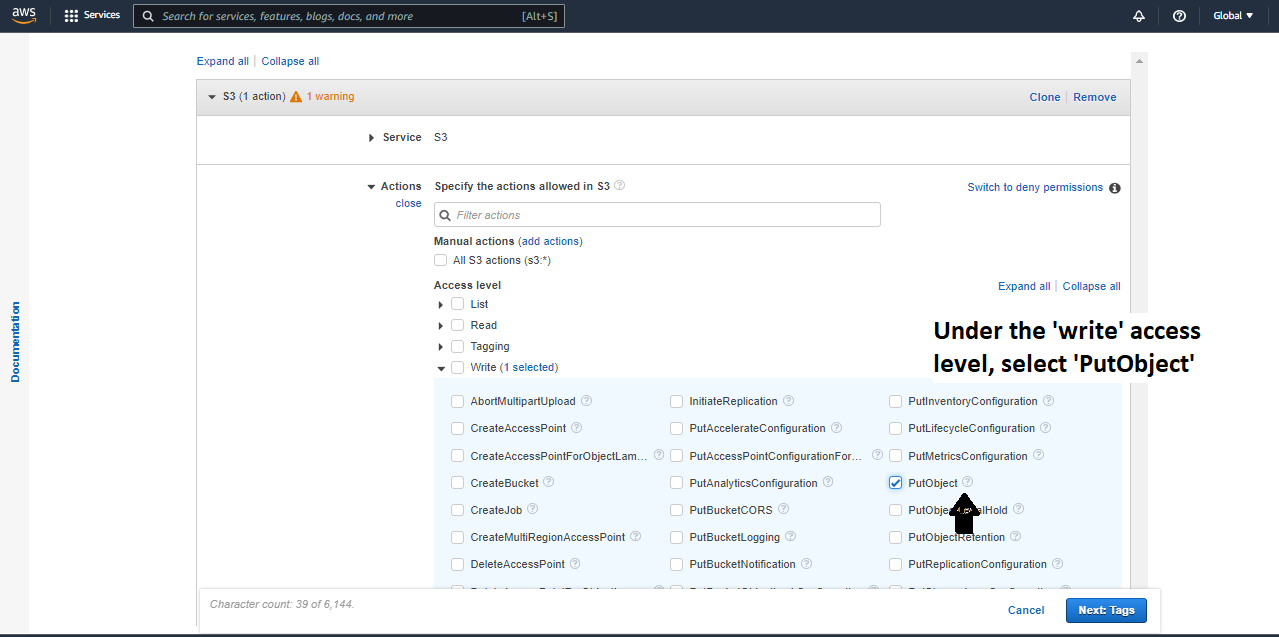 aws Services Search for services, features, blogs, docs, and more [Alt+S] Global
Expand all Collapse all
S3 (1 action) 1 warning Clone Remove
Service S3
Actions Specify the actions allowed in S3 Switch to deny permissions
close
Filter actions
Manual actions (add actions)
All S3 actions (s3:*)
Access level Expand all Collapse all
List
Read
Tagging
Write (1 selected)
Under the 'write' access
level, select 'PutObject'
AbortMultipartUpload InitiateReplication PutInventoryConfiguration
CreateAccessPoint PutAccelerateConfiguration PutLifecycleConfiguration
CreateAccessPointForObjectLam... PutAccessPointConfigurationFor... PutMetricsConfiguration
CreateBucket PutAnalyticsConfiguration PutObject
CreateJob PutBucketCORS
CreateMultiRegionAccessPoint PutBucketLogging PutObjectRetention
DeleteAccessPoint PutBucketNotification PutReplicationConfiguration
Character count: 39 of 6,144.
Cancel Next: Tags
Documentation